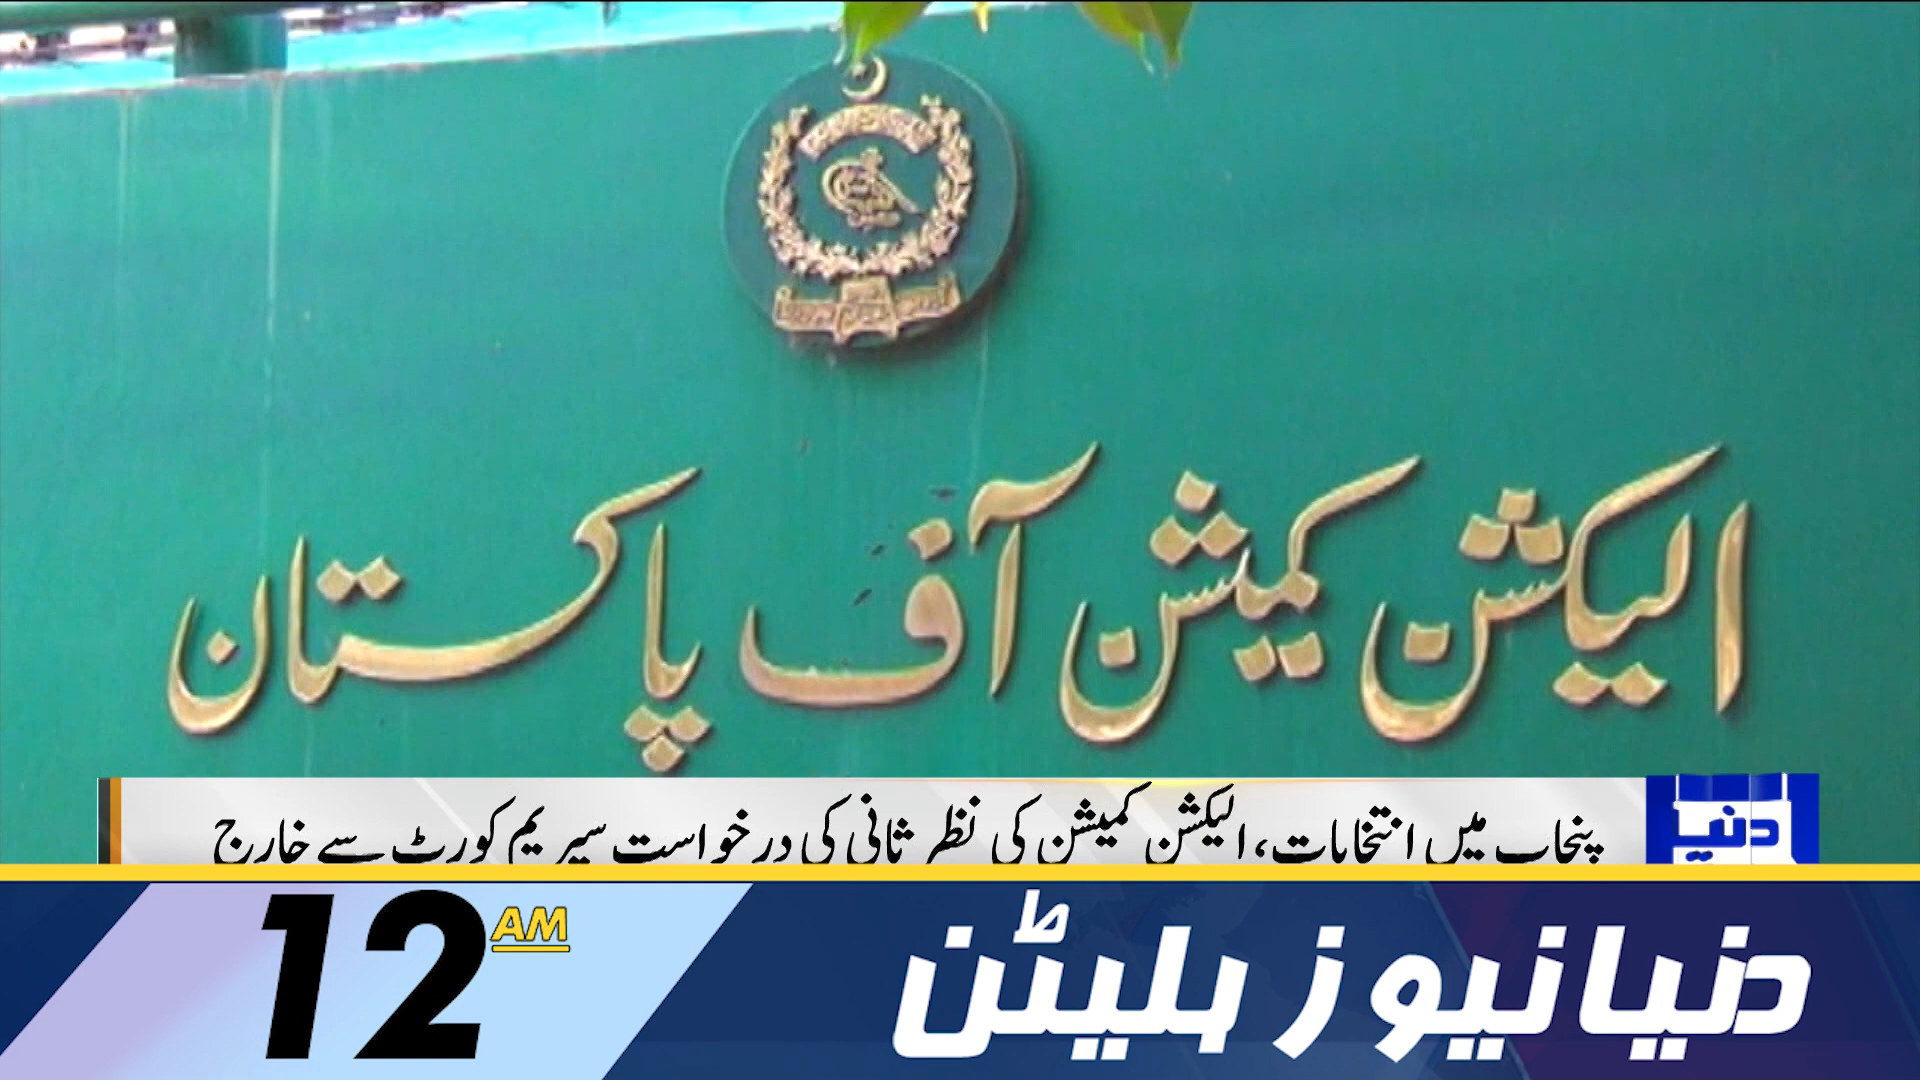 الیکشن کمیشن آف پاکستان
پنجاب میں انتخابات، الیکشن کمیشن کی نظر ثانی کی درخواست سپریم کورٹ سے خارج
دنیا
12 AM
دنیا نیوز بلیٹن